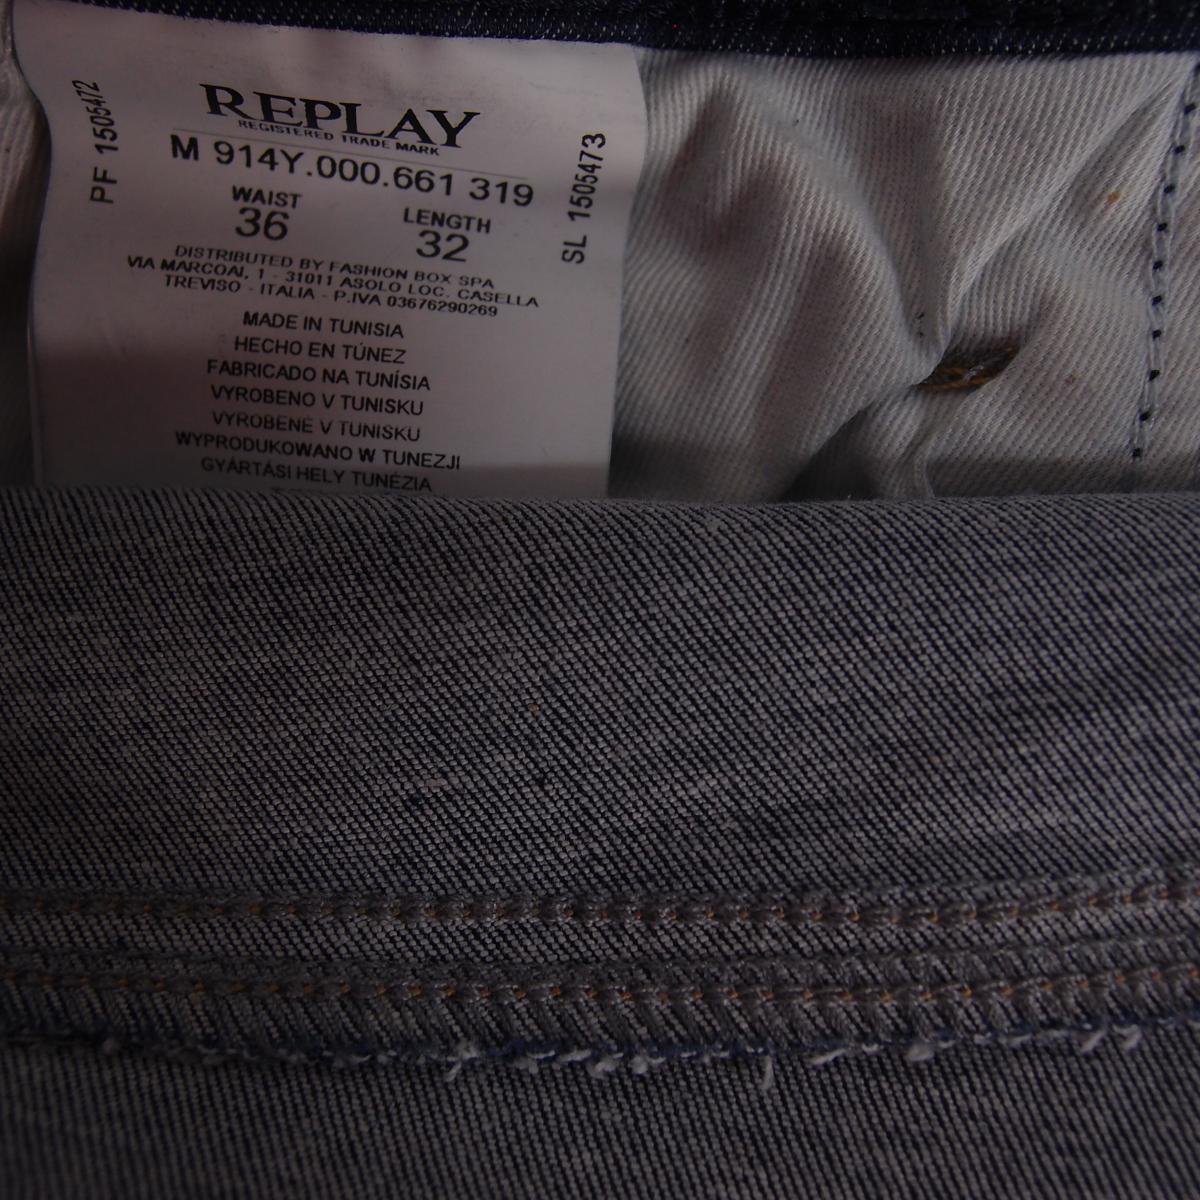 REPLAY
REGISTERED TRADE MARK
M 914Y.000.661 319
WAIST
36
LENGTH
32
PF 1505472
SL 1505473
DISTRIBUTED BY FASHION BOX SPA
VIA MARCOAI, 1 - 31011 ASOLO LOC. CASELLA
TREVISO - ITALIA - P.IVA 03676290269
MADE IN TUNISIA
HECHO EN TÚNEZ
FABRICADO NA TUNÍSIA
VYROBENO V TUNISKU
VYROBENÉ V TUNISKU
WYPRODUKOWANO W TUNEZJI
GYÁRTÁSI HELY TUNÉZIA